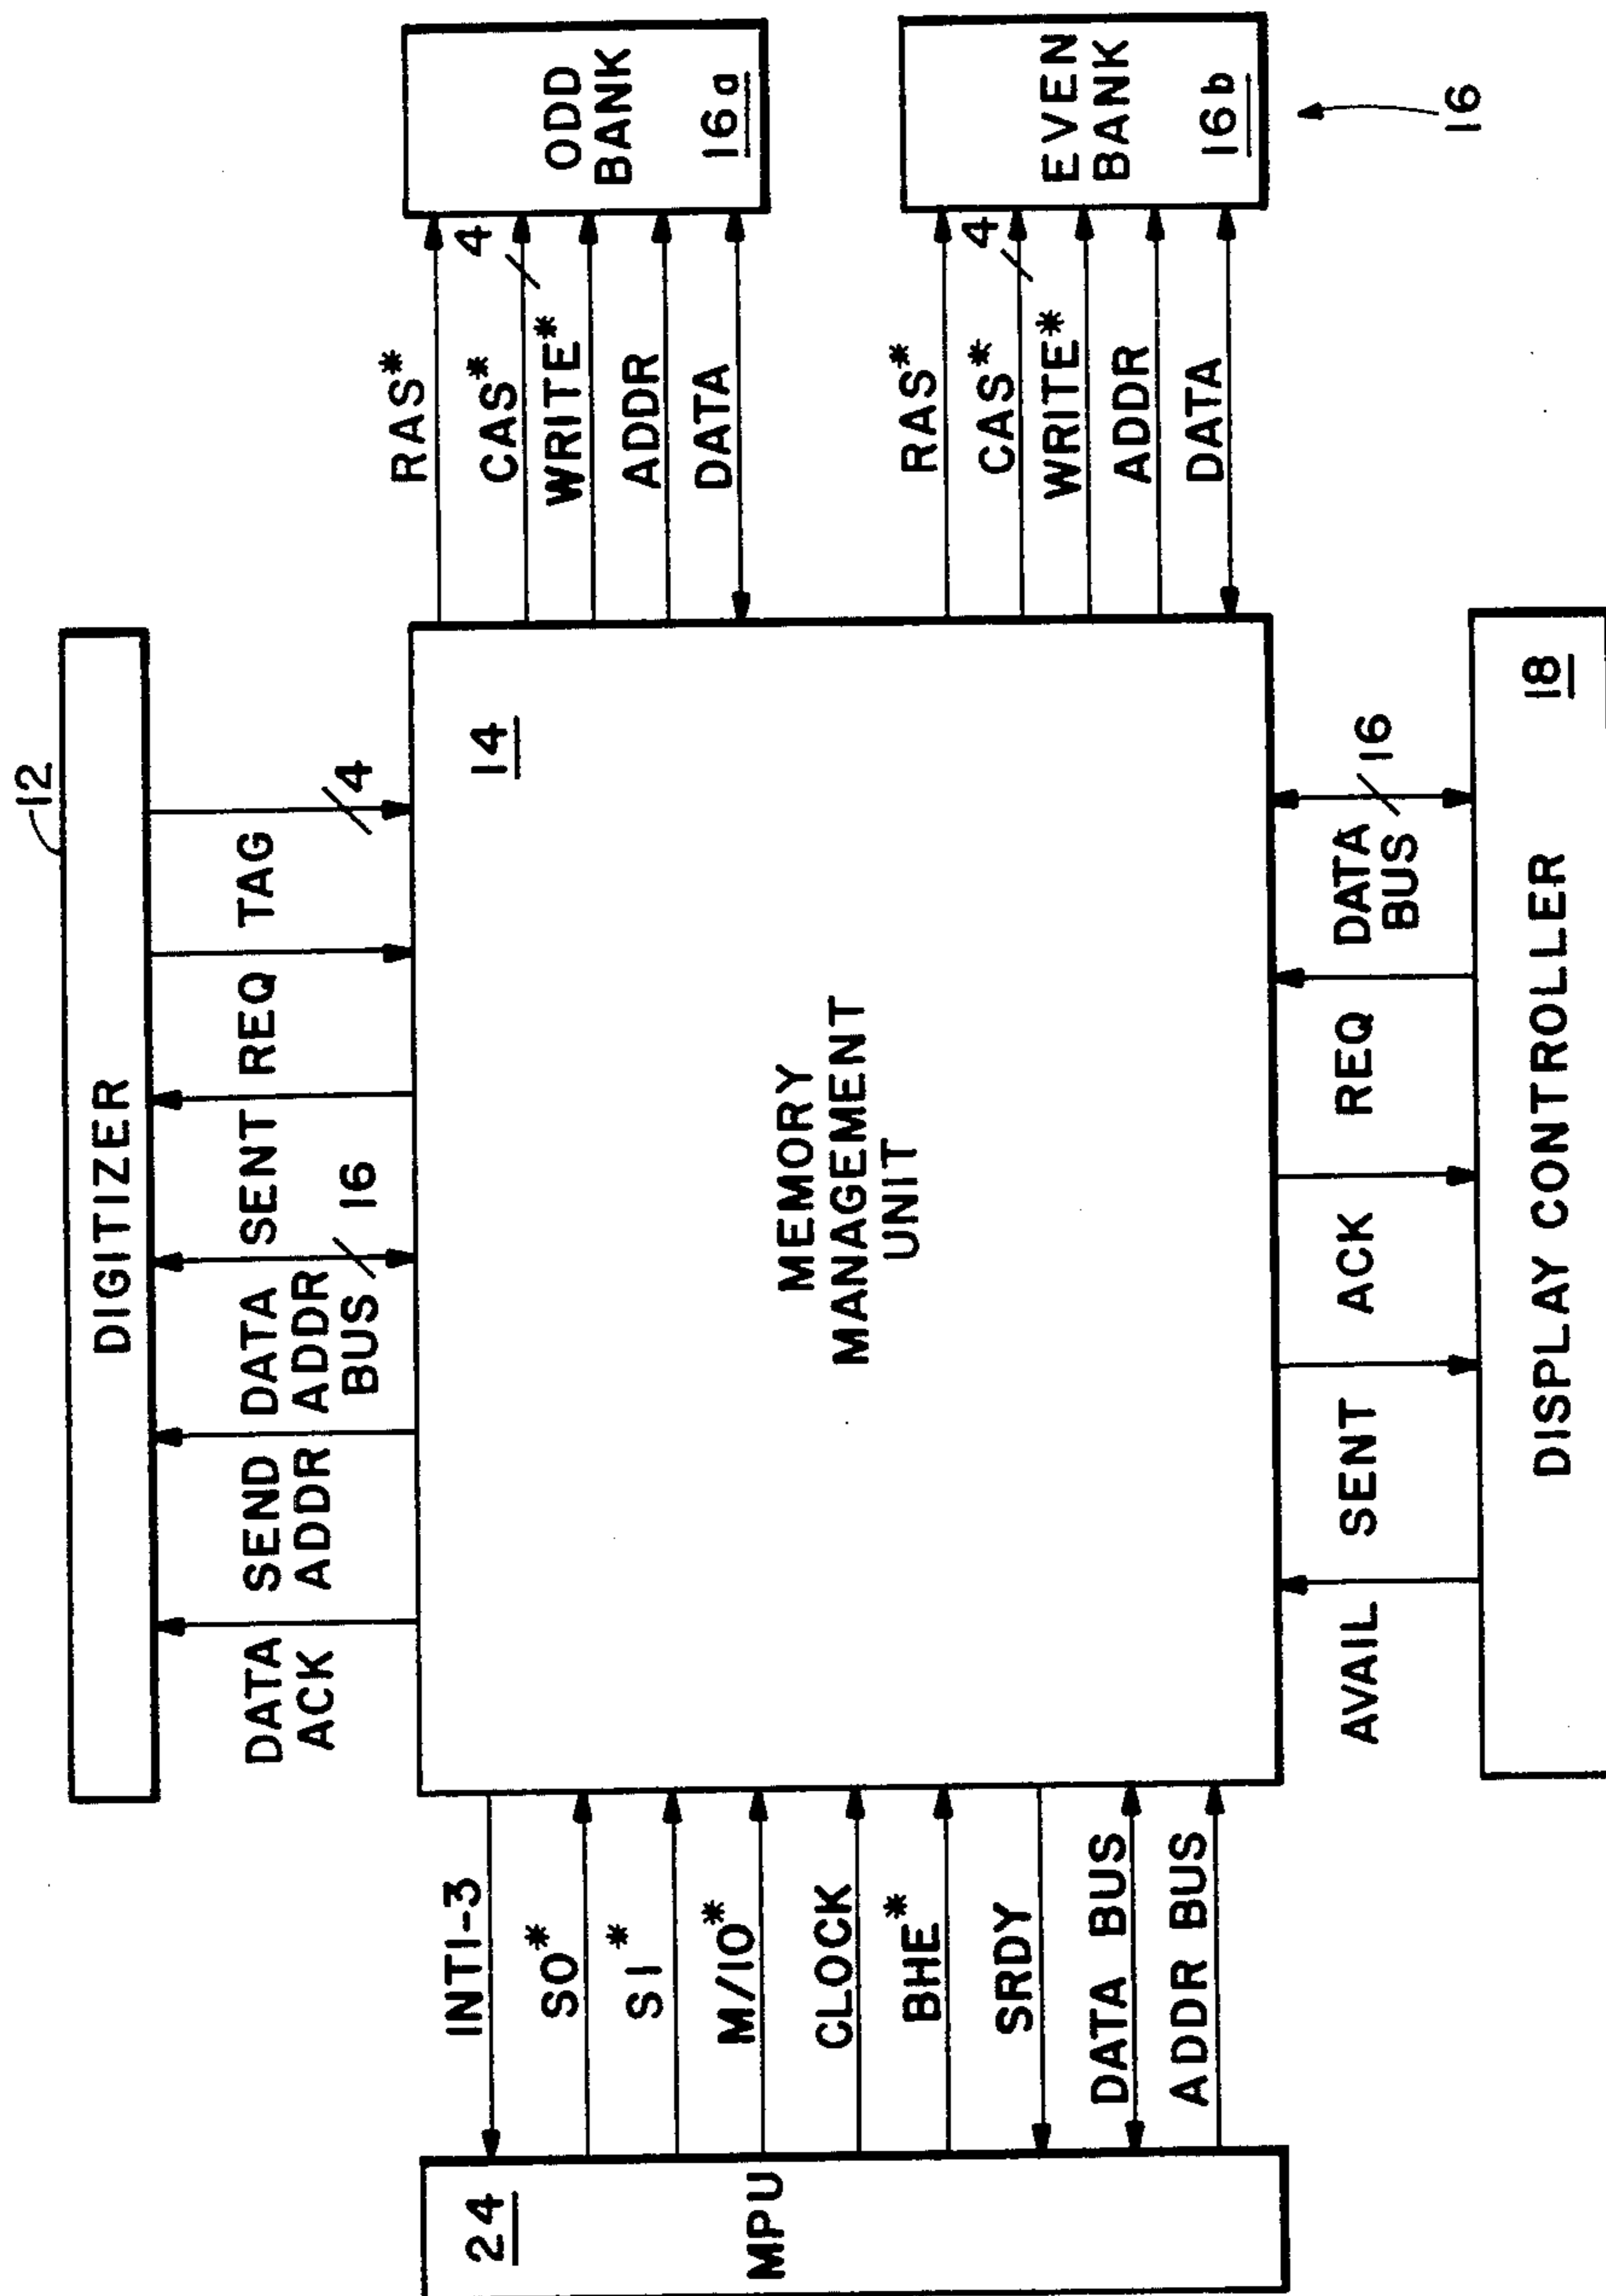 12
DIGITIZER
DATA
ACK
SEND
ADDR
DATA
ADDR
BUS
16
SENT
REQ
TAG
4
24
MPU
INT1-3
S0*
S1*
M/IO*
CLOCK
BHE*
SRDY
DATA BUS
ADDR BUS
14
MEMORY
MANAGEMENT
UNIT
RAS*
CAS*
4
WRITE*
ADDR
DATA
ODD
BANK
16a
RAS*
CAS*
4
WRITE*
ADDR
DATA
EVEN
BANK
16b
16
AVAIL
SENT
ACK
REQ
DATA
BUS
16
DISPLAY CONTROLLER
18